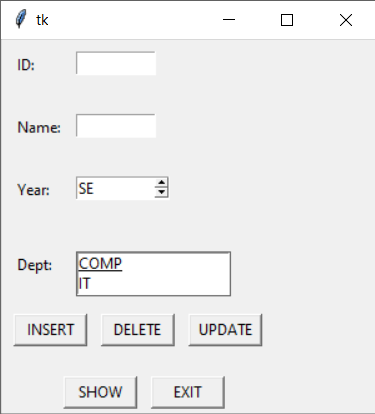 tk
ID:
Name:
Year: SE
Dept: COMP
IT
INSERT DELETE UPDATE
SHOW EXIT